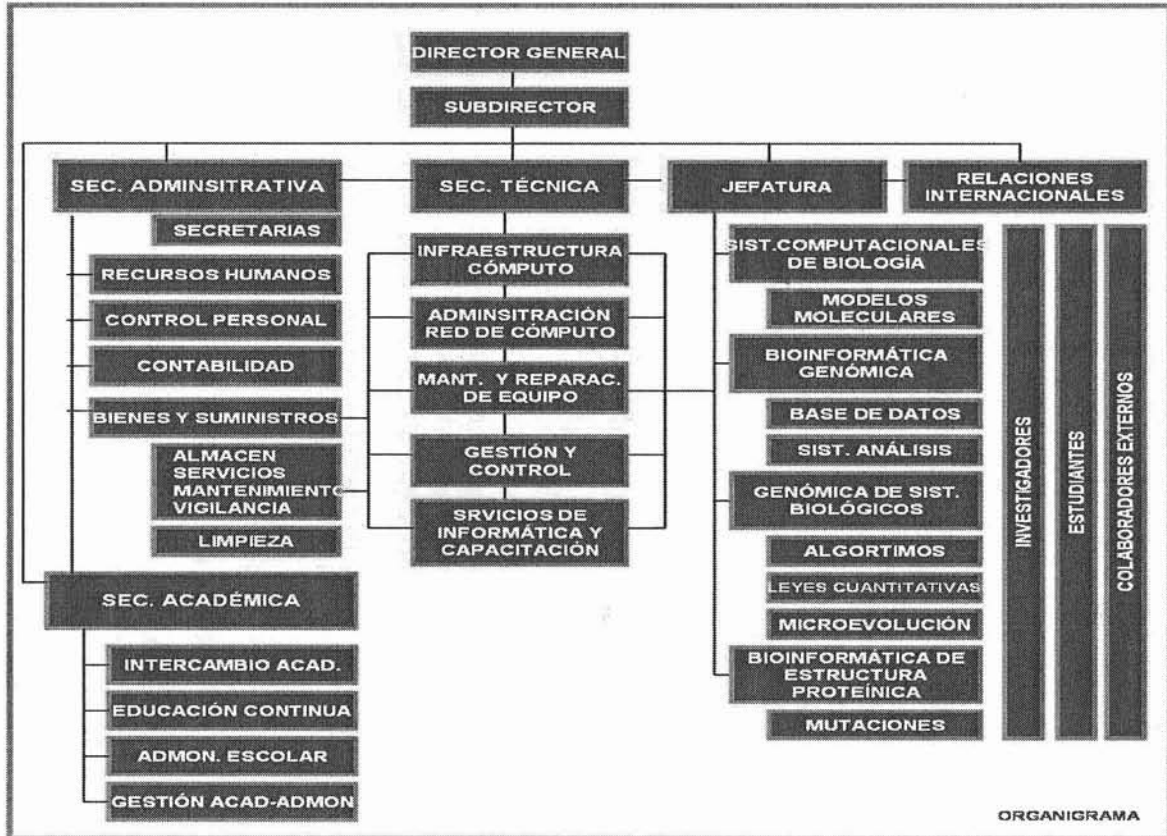 DIRECTOR GENERAL
SUBDIRECTOR
SEC. ADMINSITRATIVA
SECRETARIAS
RECURSOS HUMANOS
CONTROL PERSONAL
CONTABILIDAD
BIENES Y SUMINISTROS
ALMACEN
SERVICIOS
MANTENIMIENTO
VIGILANCIA
LIMPIEZA
SEC. ACADÉMICA
INTERCAMBIO ACAD.
EDUCACIÓN CONTINUA
ADMON. ESCOLAR
GESTIÓN ACAD-ADMON
SEC. TÉCNICA
INFRAESTRUCTURA
CÓMPUTO
ADMINSITRACIÓN
RED DE CÓMPUTO
MANT. Y REPARAC.
DE EQUIPO
GESTIÓN Y
CONTROL
SRVICIOS DE
INFORMÁTICA Y
CAPACITACIÓN
JEFATURA
SIST.COMPUTACIONALES
DE BIOLOGÍA
MODELOS
MOLECULARES
BIOINFORMÁTICA
GENÓMICA
BASE DE DATOS
SIST. ANÁLISIS
GENÓMICA DE SIST.
BIOLÓGICOS
ALGORTIMOS
LEYES CUANTITATIVAS
MICROEVOLUCIÓN
BIOINFORMÁTICA DE
ESTRUCTURA
PROTEÍNICA
MUTACIONES
RELACIONES
INTERNACIONALES
INVESTIGADORES
ESTUDIANTES
COLABORADORES EXTERNOS
ORGANIGRAMA